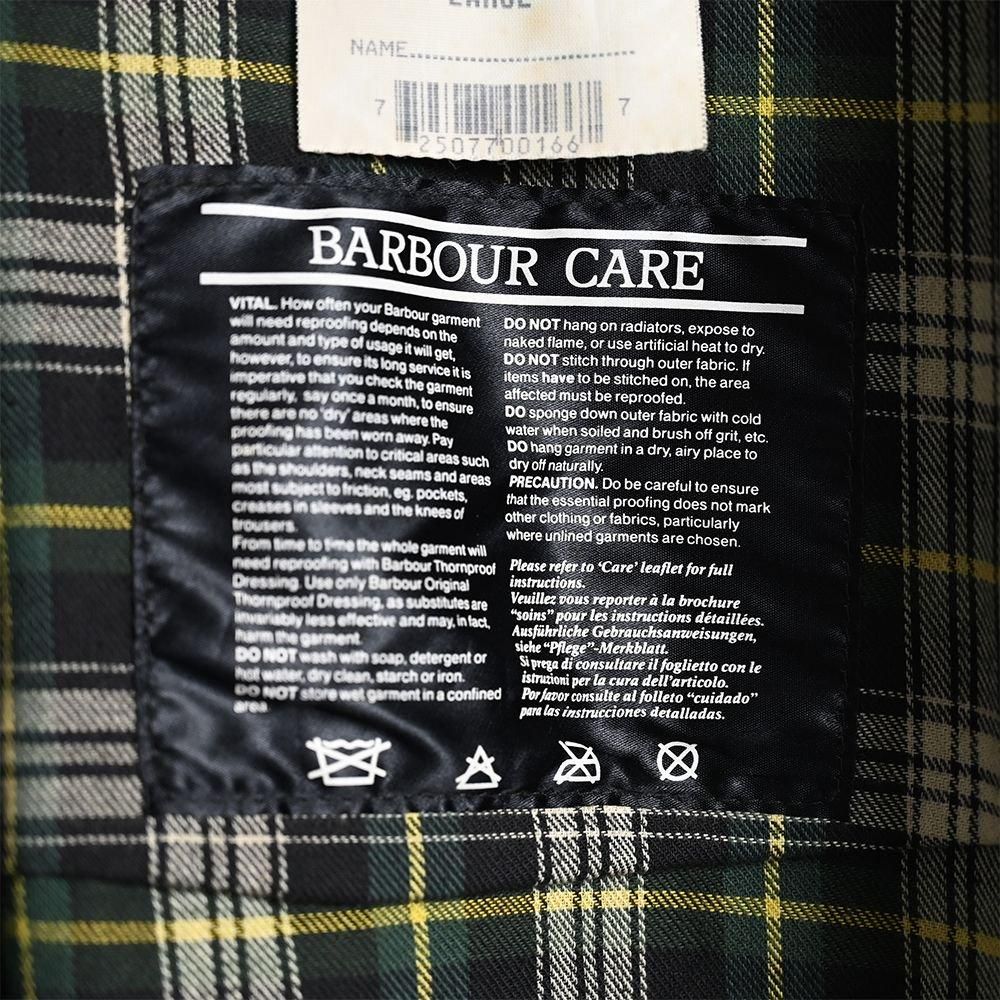 LARGE
NAME
7 2507700166 7
BARBOUR CARE
VITAL. How often your Barbour garment
will need reproofing depends on the
amount and type of usage it will get,
however, to ensure its long service it is
imperative that you check the garment
regularly, say once a month, to ensure
there are no 'dry' areas where the
proofing has been worn away. Pay
particular attention to critical areas such
as the shoulders, neck seams and areas
most subject to friction, eg. pockets,
creases in sleeves and the knees of
trousers.
From time to time the whole garment will
need reproofing with Barbour Thornproof
Dressing. Use only Barbour Original
Thornproof Dressing, as substitutes are
invariably less effective and may, in fact,
harm the garment.
DO NOT wash with soap, detergent or
hot water, dry clean, starch or iron.
DO NOT store wet garment in a confined
area
DO NOT hang on radiators, expose to
naked flame, or use artificial heat to dry.
DO NOT stitch through outer fabric. If
items have to be stitched on, the area
affected must be reproofed.
DO sponge down outer fabric with cold
water when soiled and brush off grit, etc.
DO hang garment in a dry, airy place to
dry off naturally.
PRECAUTION. Do be careful to ensure
that the essential proofing does not mark
other clothing or fabrics, particularly
where unlined garments are chosen.
Please refer to 'Care' leaflet for full
instructions.
Veuillez vous reporter à la brochure
"soins" pour les instructions détaillées.
Ausführliche Gebrauchsanweisungen,
siehe "Pflege"-Merkblatt.
Si prega di consultare il foglietto con le
istruzioni per la cura dell'articolo.
Por favor consulte al folleto "cuidado"
para las instrucciones detalladas.